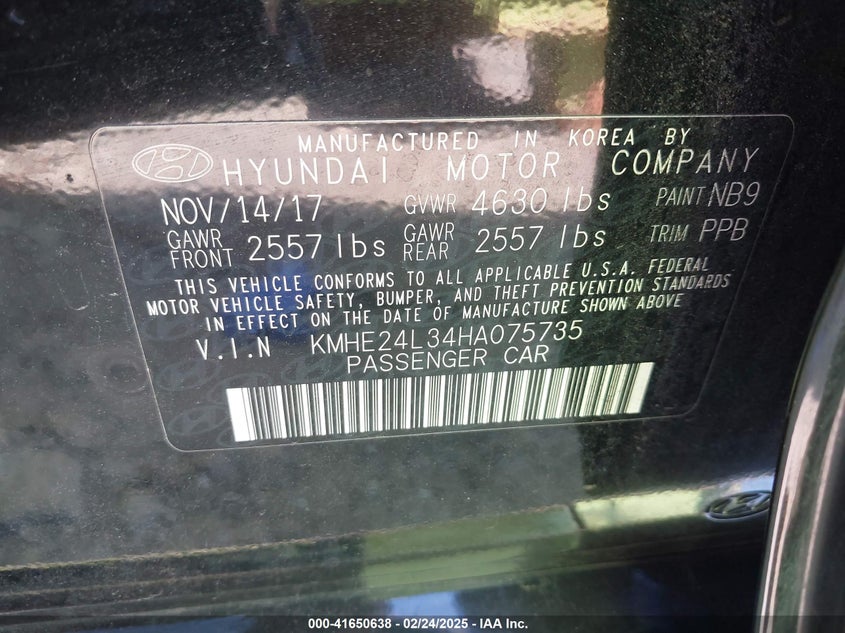 MANUFACTURED IN KOREA BY
HYUNDAI MOTOR COMPANY
NOV/14/17 GVWR 4630 lbs PAINT NB9
GAWR FRONT 2557 lbs GAWR REAR 2557 lbs TRIM PPB
THIS VEHICLE CONFORMS TO ALL APPLICABLE U.S.A. FEDERAL
MOTOR VEHICLE SAFETY, BUMPER, AND THEFT PREVENTION STANDARDS
IN EFFECT ON THE DATE OF MANUFACTURE SHOWN ABOVE
V.I.N KMHE24L34HA075735
PASSENGER CAR
000-41650638 - 02/24/2025 - IAA Inc.